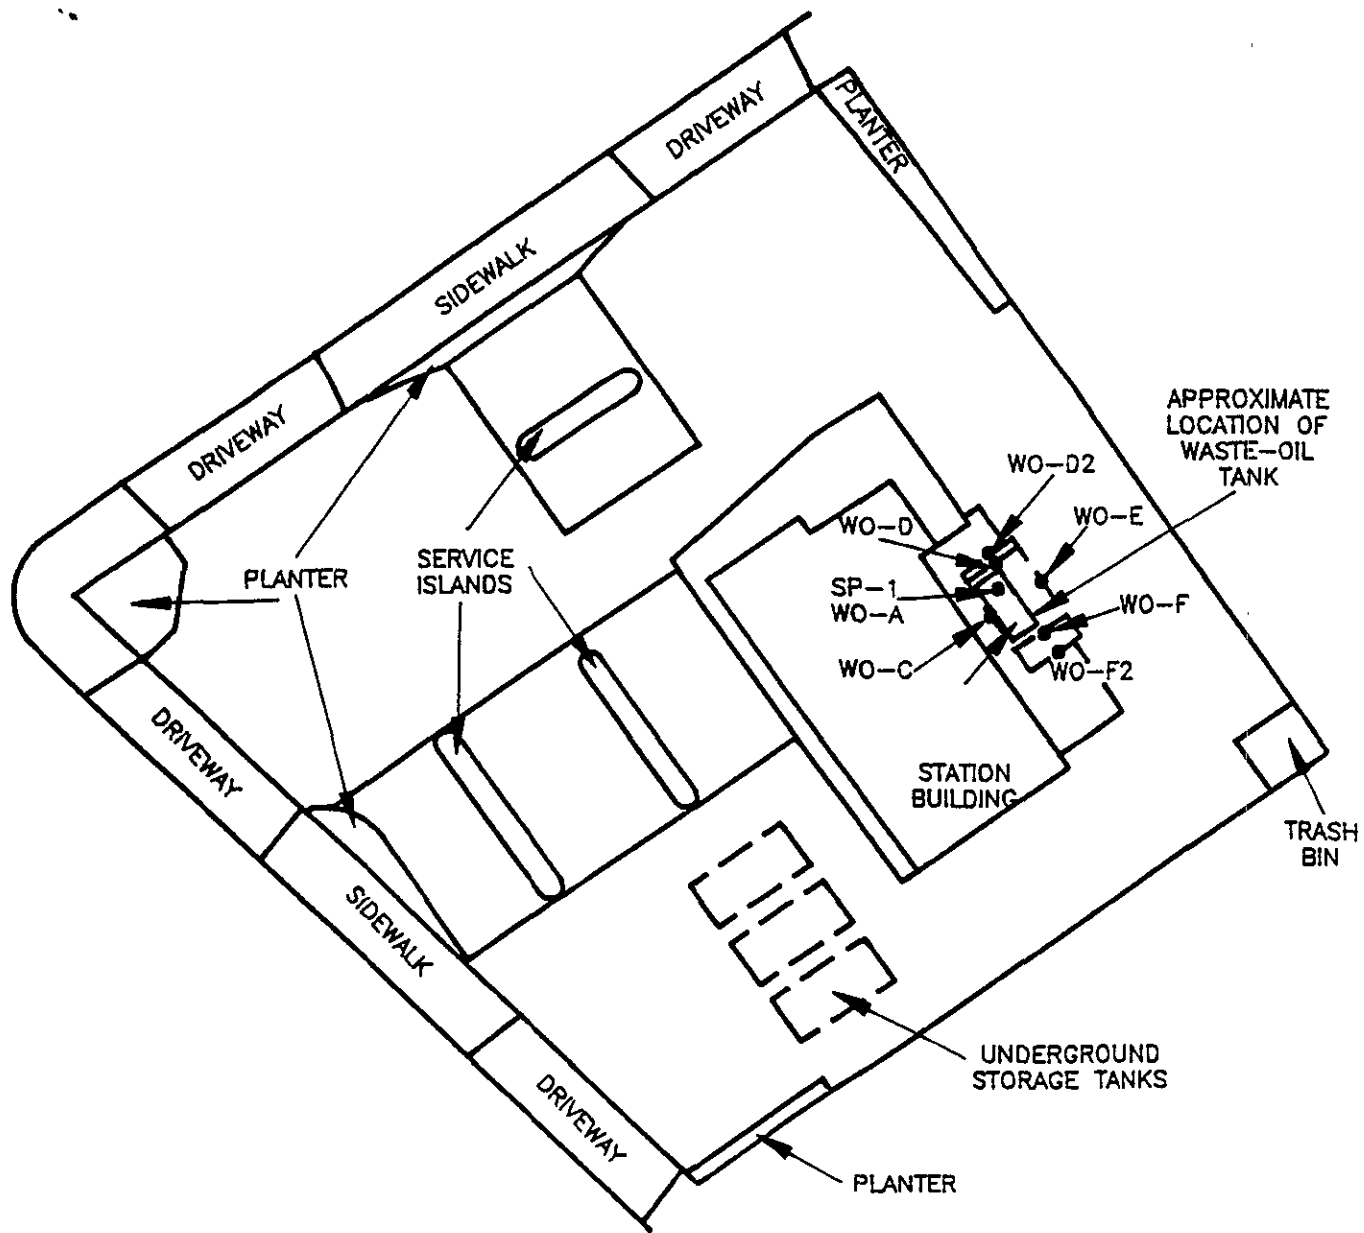 DRIVEWAY
PLANTER
SIDEWALK
DRIVEWAY
APPROXIMATE
LOCATION OF
WASTE-OIL
TANK
WO-D2
WO-D
WO-E
SERVICE
ISLANDS
PLANTER
SP-1
WO-A
WO-F
WO-C
WO-F2
DRIVEWAY
STATION
BUILDING
TRASH
BIN
SIDEWALK
UNDERGROUND
STORAGE TANKS
DRIVEWAY
PLANTER